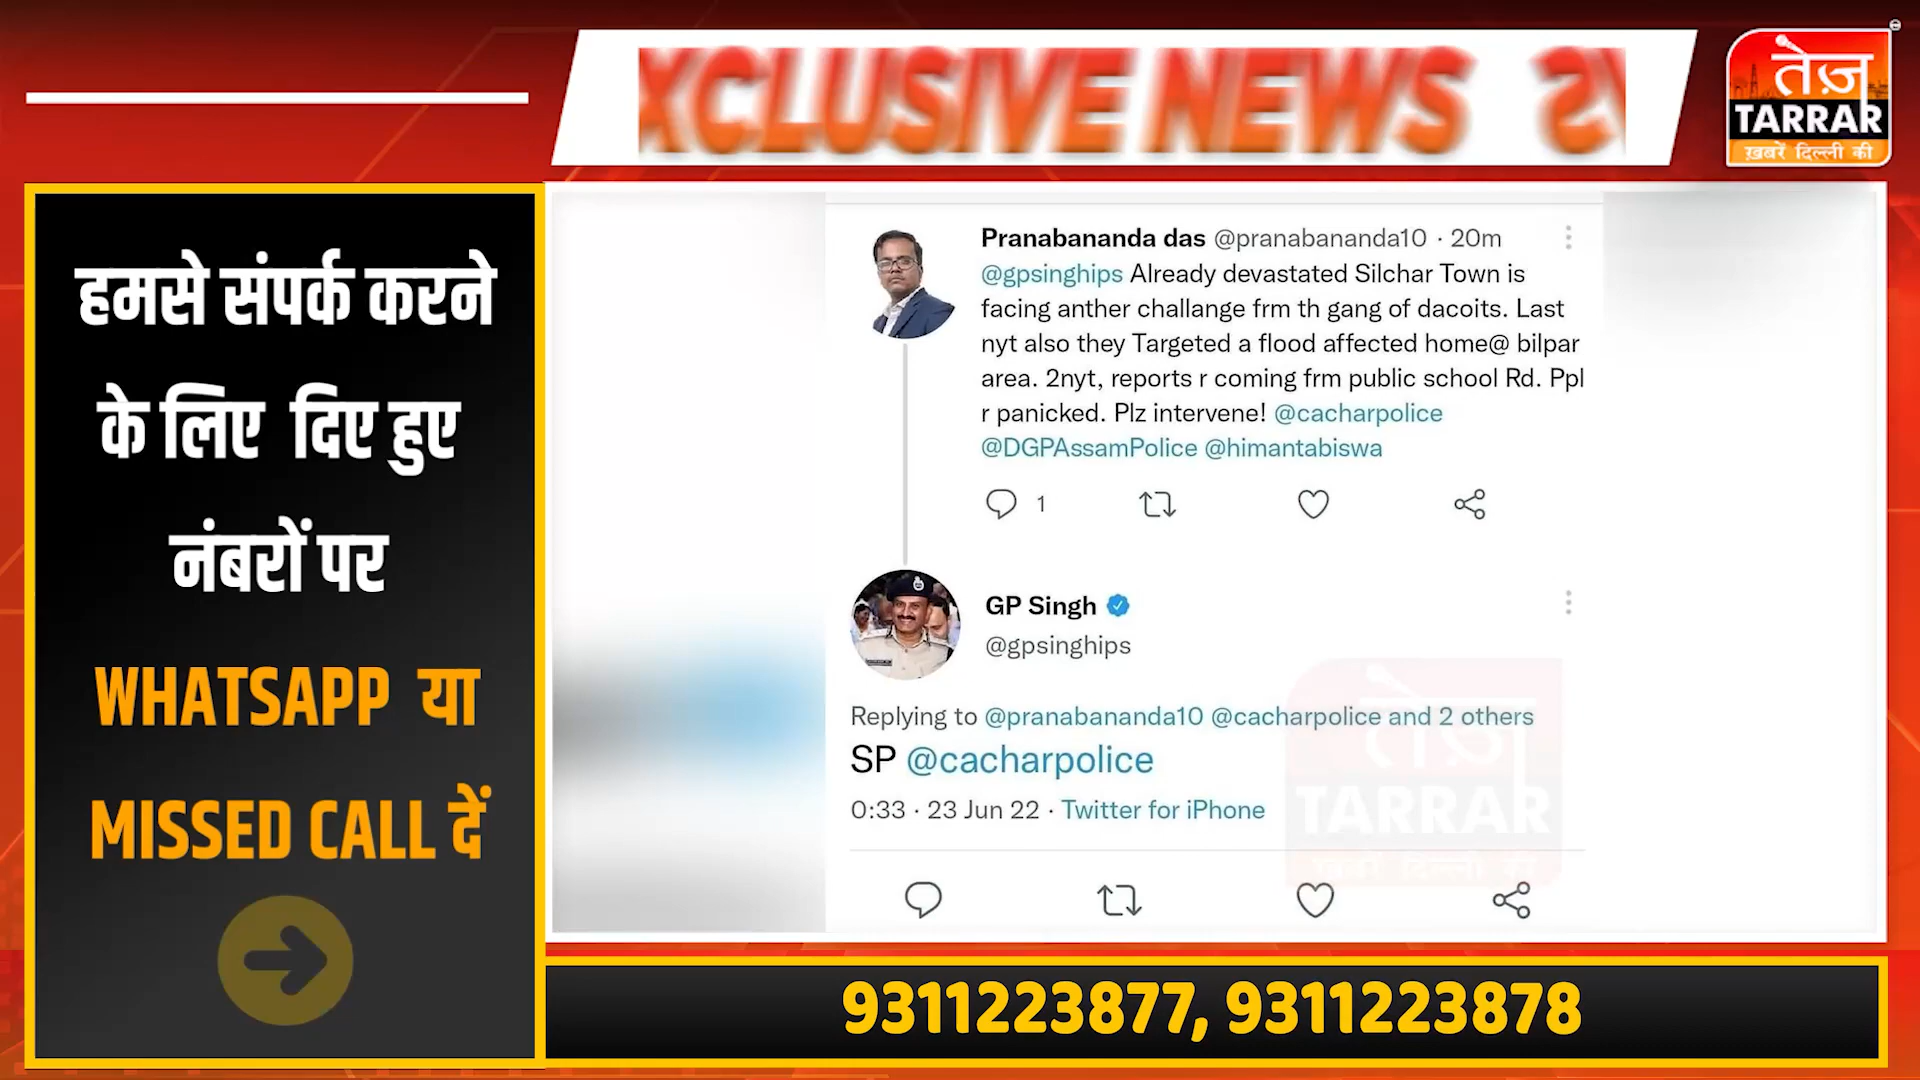 XCLUSIVE NEWS
तेज़
TARRAR
ख़बरें दिल्ली की
हमसे संपर्क करने
के लिए दिए हुए
नंबरों पर
WHATSAPP या
MISSED CALL दें
Pranabananda das @pranabananda10 · 20m
@gpsinghips Already devastated Silchar Town is
facing anther challange frm th gang of dacoits. Last
nyt also they Targeted a flood affected home@ bilpar
area. 2nyt, reports r coming frm public school Rd. Ppl
r panicked. Plz intervene! @cacharpolice
@DGPAssamPolice @himantabiswa
1
GP Singh
@gpsinghips
Replying to @pranabananda10 @cacharpolice and 2 others
SP @cacharpolice
0:33 · 23 Jun 22 · Twitter for iPhone
तेज़
TARRAR
ख़बरें दिल्ली की
9311223877, 9311223878